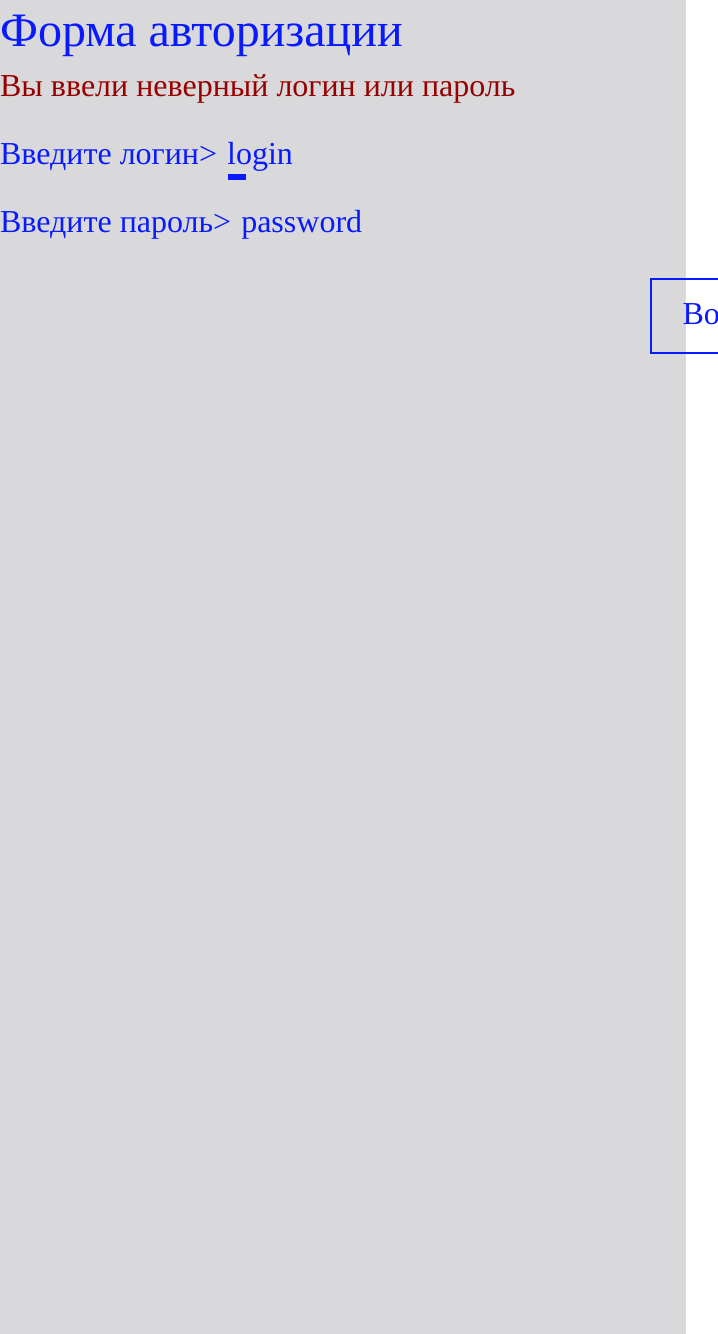 Форма авторизации
Вы ввели неверный логин или пароль
Введите логин> login
Введите пароль> password
Во